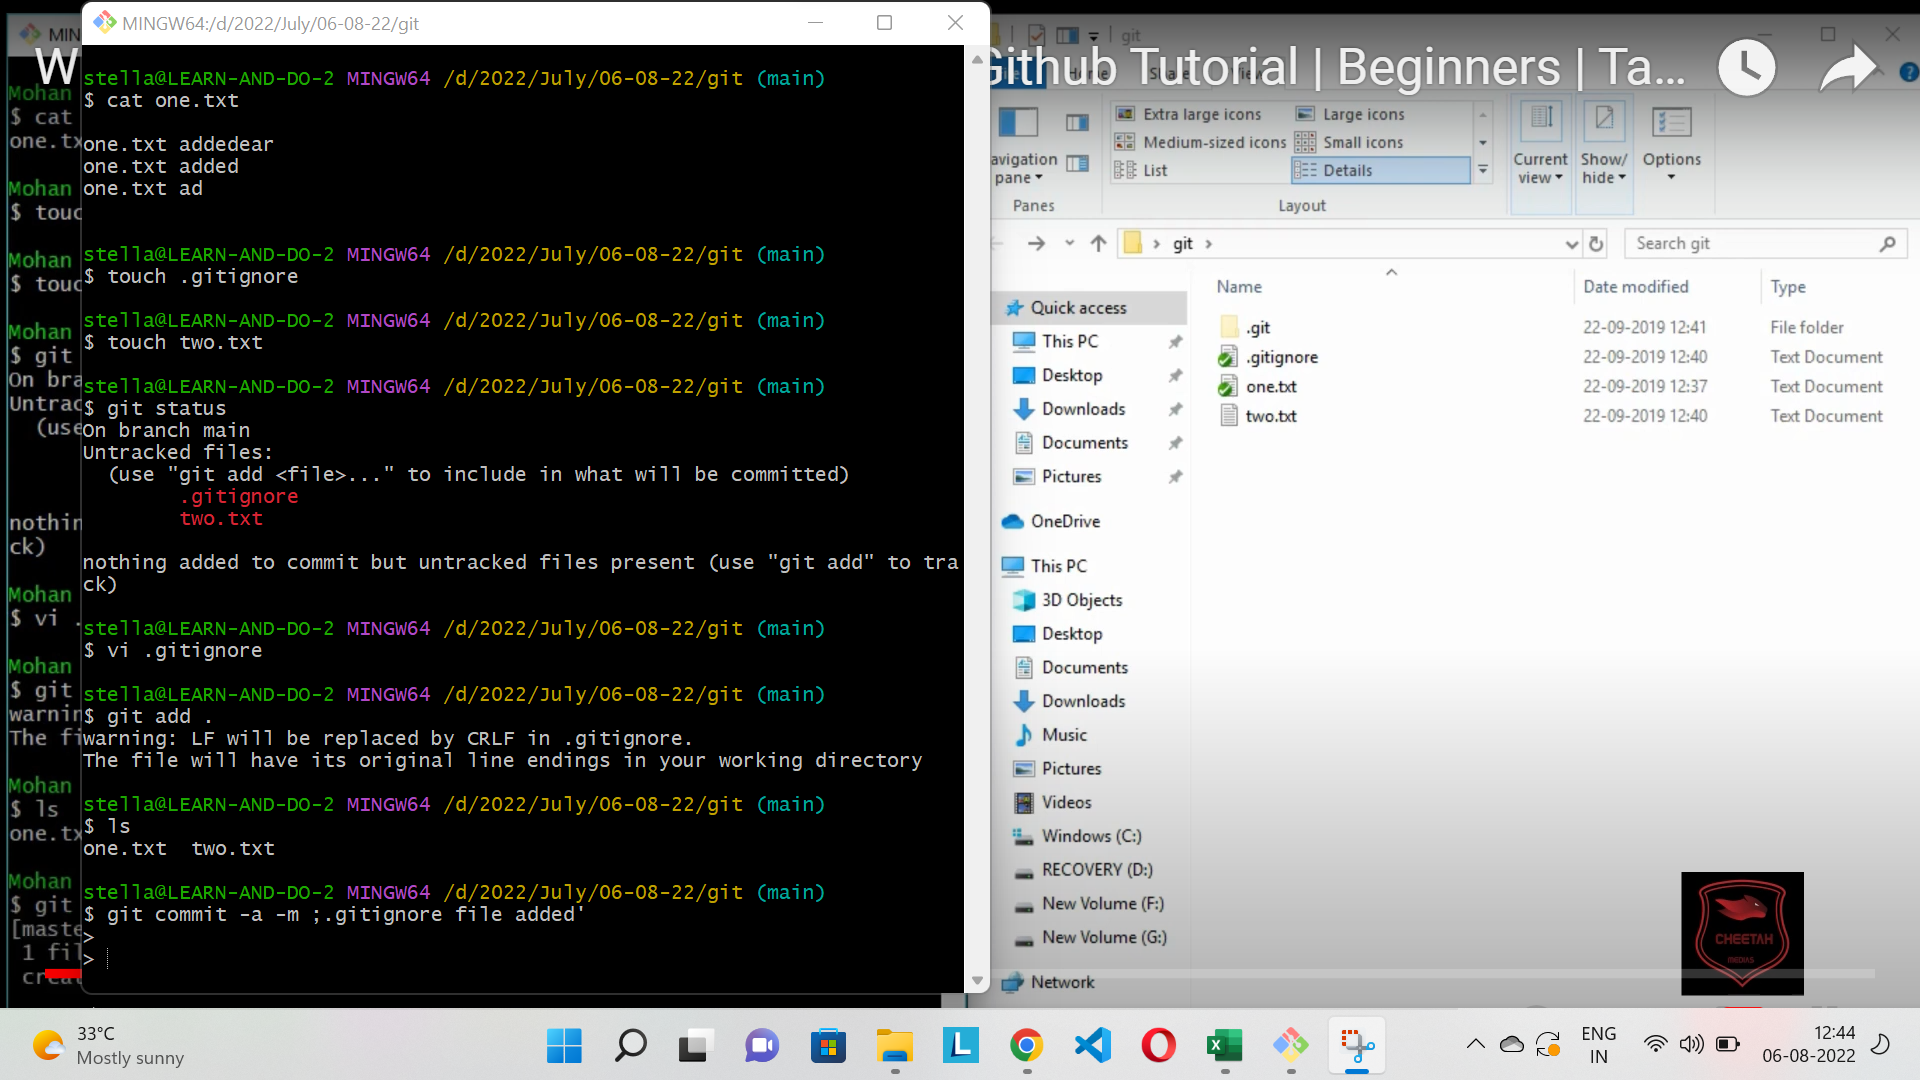 MINGW64:/d/2022/July/06-08-22/git
stella@LEARN-AND-DO-2 MINGW64 /d/2022/July/06-08-22/git (main)
$ cat one.txt
one.txt addedear
one.txt added
one.txt ad
stella@LEARN-AND-DO-2 MINGW64 /d/2022/July/06-08-22/git (main)
$ touch .gitignore
stella@LEARN-AND-DO-2 MINGW64 /d/2022/July/06-08-22/git (main)
$ touch two.txt
stella@LEARN-AND-DO-2 MINGW64 /d/2022/July/06-08-22/git (main)
$ git status
On branch main
Untracked files:
(use "git add <file>..." to include in what will be committed)
.gitignore
two.txt
nothing added to commit but untracked files present (use "git add" to tra
ck)
stella@LEARN-AND-DO-2 MINGW64 /d/2022/July/06-08-22/git (main)
$ vi .gitignore
stella@LEARN-AND-DO-2 MINGW64 /d/2022/July/06-08-22/git (main)
$ git add .
warning: LF will be replaced by CRLF in .gitignore.
The file will have its original line endings in your working directory
stella@LEARN-AND-DO-2 MINGW64 /d/2022/July/06-08-22/git (main)
$ ls
one.txt  two.txt
stella@LEARN-AND-DO-2 MINGW64 /d/2022/July/06-08-22/git (main)
$ git commit -a -m ;.gitignore file added'
>
>
MIN
W
Mohan
$ cat
one.tx
Mohan
$ touc
Mohan
$ touc
Mohan
$ git
On bra
Untrac
(use
nothin
ck)
Mohan
$ vi .
Mohan
$ git
warnin
The fi
Mohan
$ ls
one.tx
Mohan
$ git
[maste
1 fil
crea
git
Github Tutorial | Beginners | Ta...
Extra large icons
Large icons
Medium-sized icons
Small icons
List
Details
avigation
pane
Current
view
Show/
hide
Options
Panes
Layout
git
Search git
Name
Date modified
Type
.git
22-09-2019 12:41
File folder
.gitignore
22-09-2019 12:40
Text Document
one.txt
22-09-2019 12:37
Text Document
two.txt
22-09-2019 12:40
Text Document
Quick access
This PC
Desktop
Downloads
Documents
Pictures
OneDrive
This PC
3D Objects
Desktop
Documents
Downloads
Music
Pictures
Videos
Windows (C:)
RECOVERY (D:)
New Volume (F:)
New Volume (G:)
Network
CHEETAH
MEDIAS
33°C
Mostly sunny
L
ENG
IN
12:44
06-08-2022